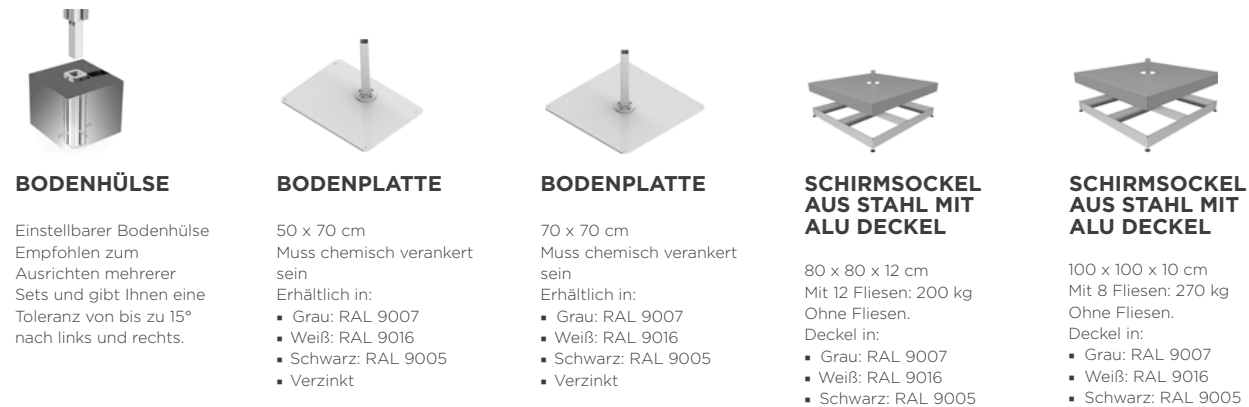 BODENHÜLSE
Einstellbarer Bodenhülse
Empfohlen zum
Ausrichten mehrerer
Sets und gibt Ihnen eine
Toleranz von bis zu 15°
nach links und rechts.
BODENPLATTE
50 x 70 cm
Muss chemisch verankert
sein
Erhältlich in:
▪ Grau: RAL 9007
▪ Weiß: RAL 9016
▪ Schwarz: RAL 9005
▪ Verzinkt
BODENPLATTE
70 x 70 cm
Muss chemisch verankert
sein
Erhältlich in:
▪ Grau: RAL 9007
▪ Weiß: RAL 9016
▪ Schwarz: RAL 9005
▪ Verzinkt
SCHIRMSOCKEL
AUS STAHL MIT
ALU DECKEL
80 x 80 x 12 cm
Mit 12 Fliesen: 200 kg
Ohne Fliesen.
Deckel in:
▪ Grau: RAL 9007
▪ Weiß: RAL 9016
▪ Schwarz: RAL 9005
SCHIRMSOCKEL
AUS STAHL MIT
ALU DECKEL
100 x 100 x 10 cm
Mit 8 Fliesen: 270 kg
Ohne Fliesen.
Deckel in:
▪ Grau: RAL 9007
▪ Weiß: RAL 9016
▪ Schwarz: RAL 9005